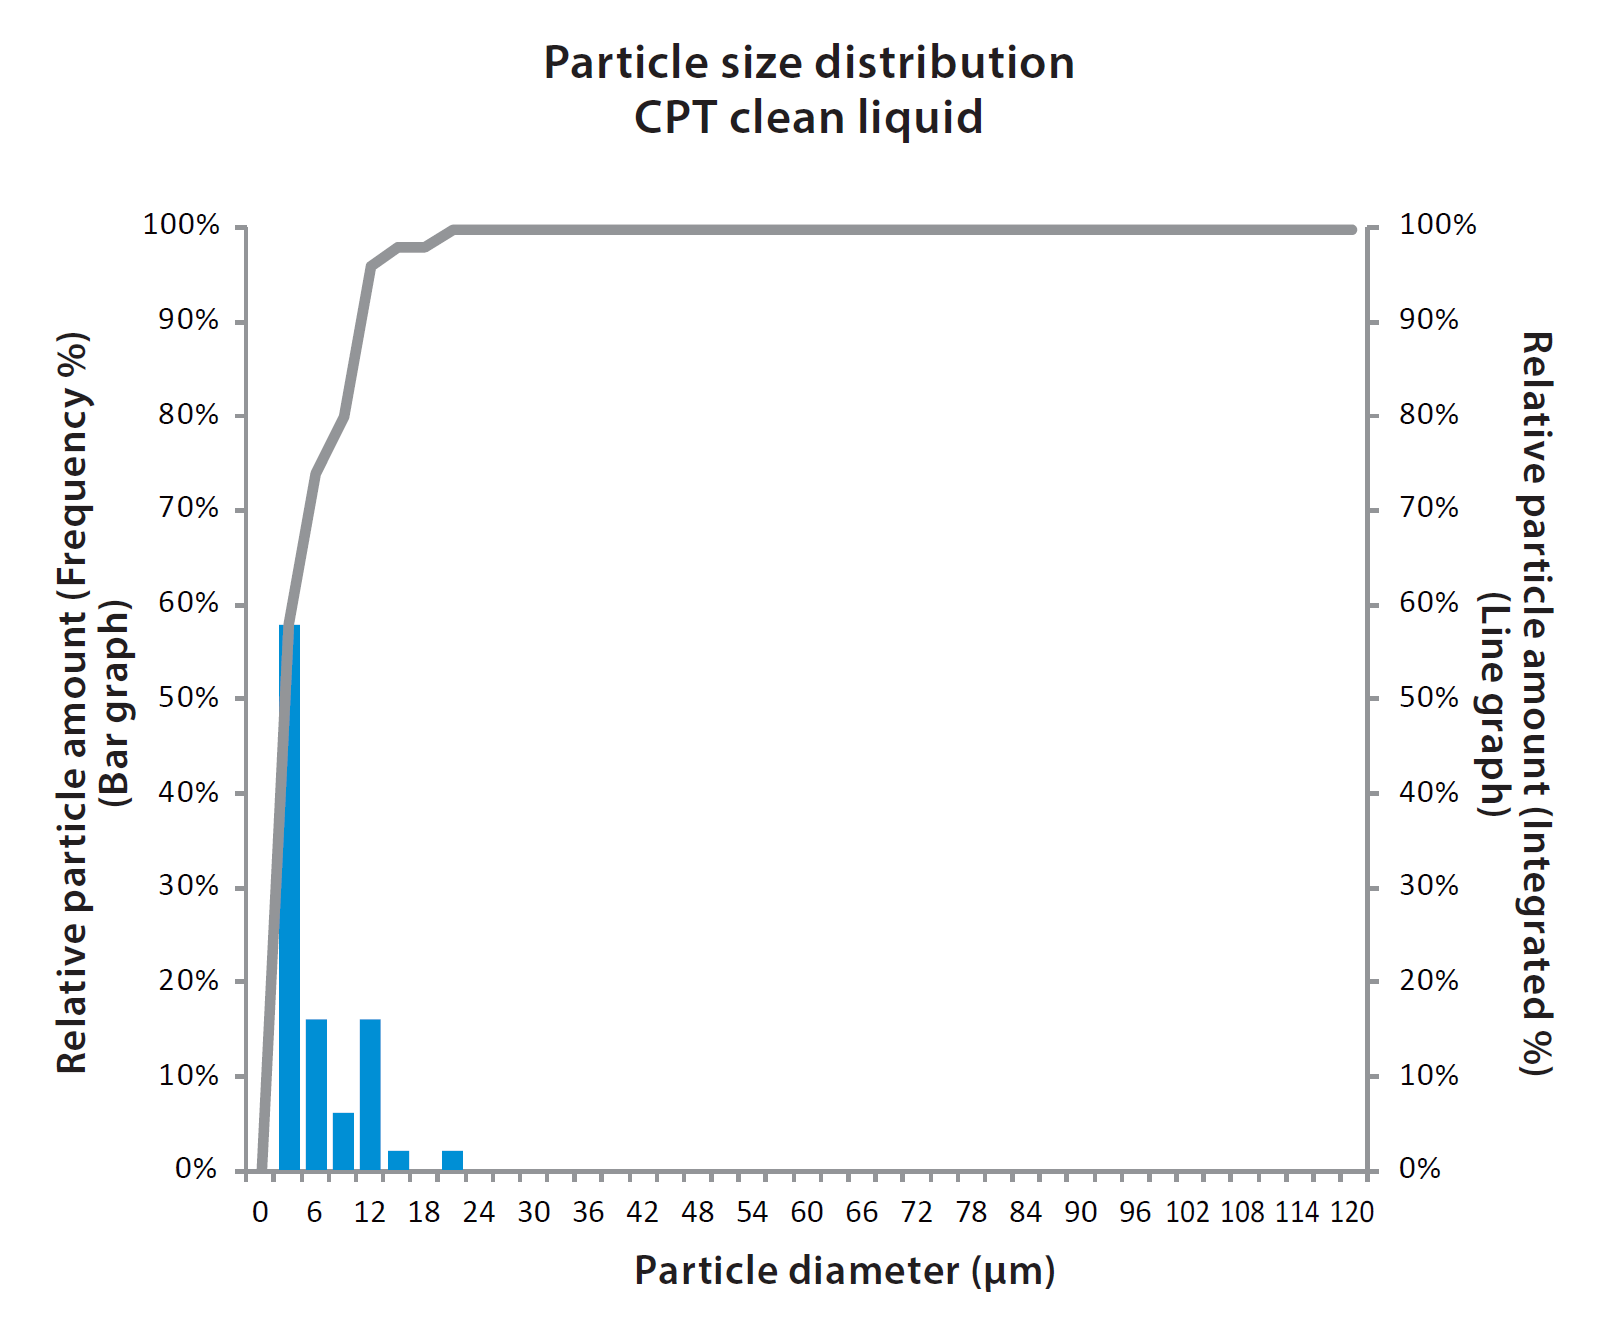 Particle size distribution
CPT clean liquid
Relative particle amount (Frequency %)
(Bar graph)
100%
90%
80%
70%
60%
50%
40%
30%
20%
10%
0%
100%
90%
80%
70%
60%
50%
40%
30%
20%
10%
0%
Relative particle amount (Integrated %)
(Line graph)
0 6 12 18 24 30 36 42 48 54 60 66 72 78 84 90 96 102 108 114 120
Particle diameter (μm)